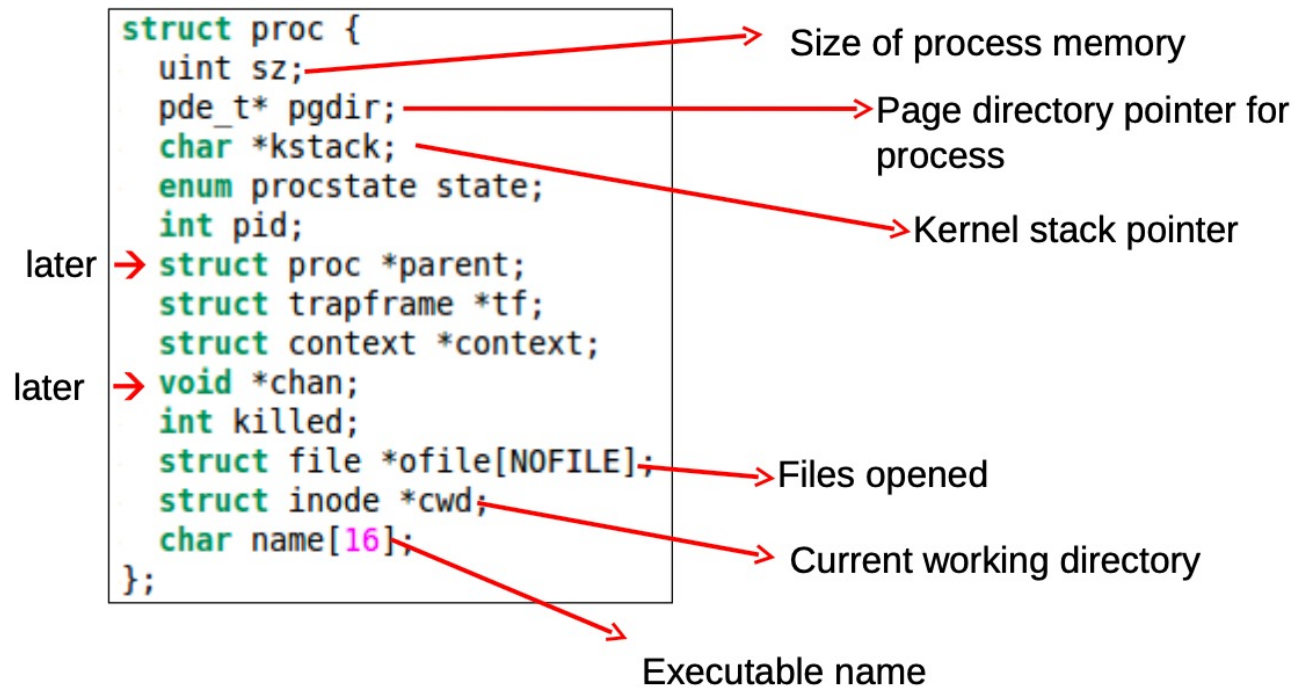 struct proc {
uint sz;
pde_t* pgdir;
char *kstack;
enum procstate state;
int pid;
later → struct proc *parent;
struct trapframe *tf;
struct context *context;
later → void *chan;
int killed;
struct file *ofile[NOFILE];
struct inode *cwd;
char name[16];
};
Size of process memory
Page directory pointer for
process
Kernel stack pointer
Files opened
Current working directory
Executable name